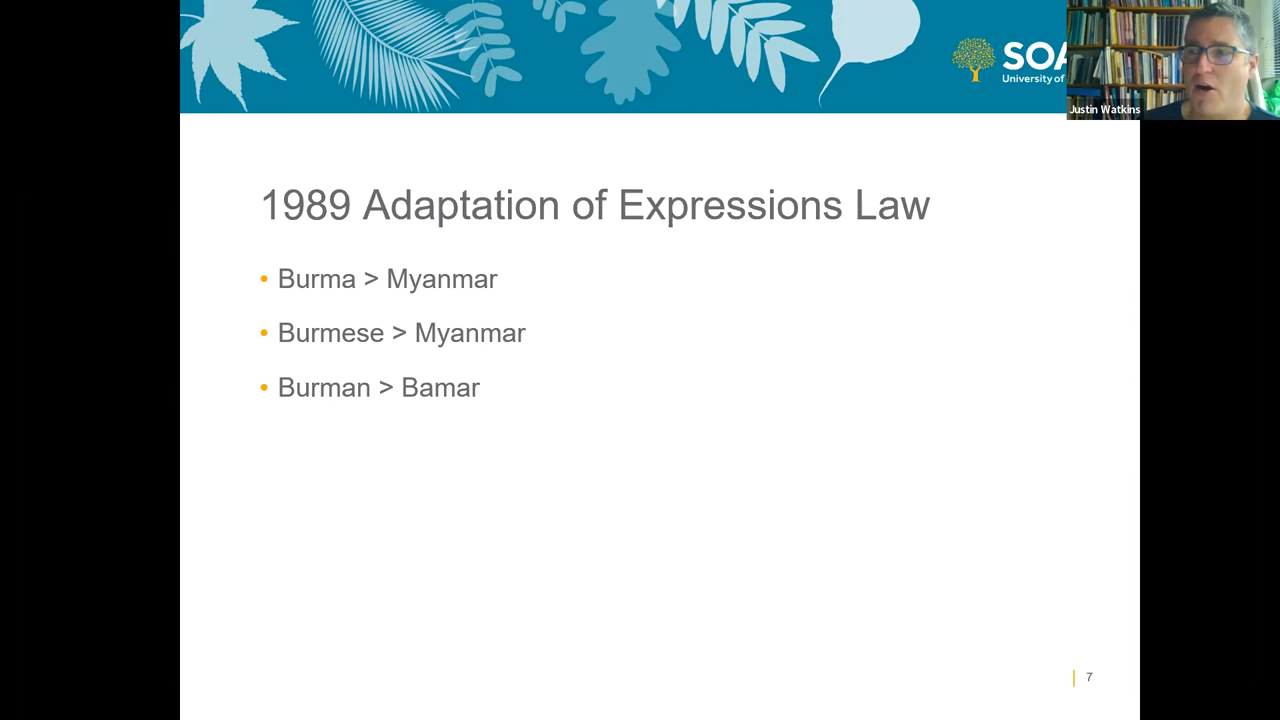 SOA
University of
Justin Watkins
1989 Adaptation of Expressions Law
• Burma > Myanmar
• Burmese > Myanmar
• Burman > Bamar
7